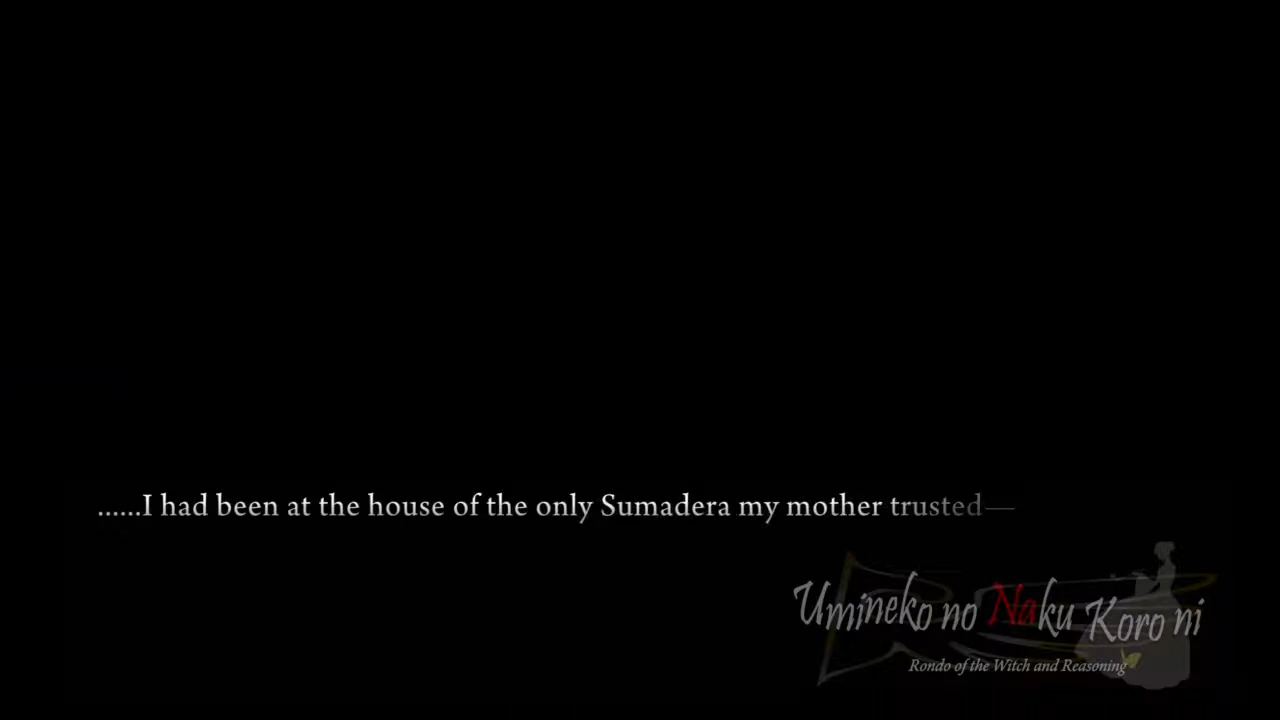 ......I had been at the house of the only Sumadera my mother trusted—
Umineko no Naku Koro ni
Rondo of the Witch and Reasoning